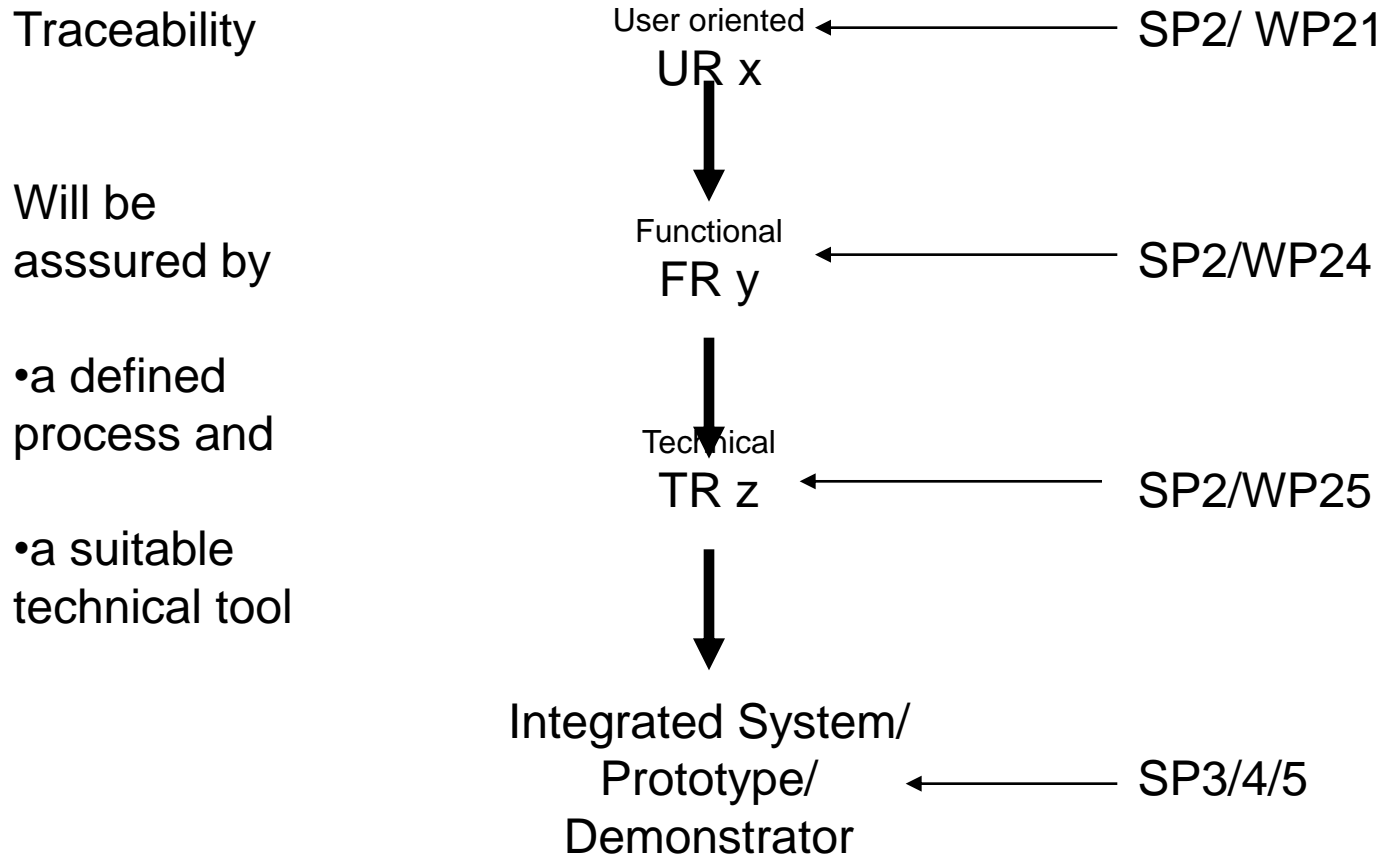 Traceability
Will be
asssured by
•a defined
process and
•a suitable
technical tool
User oriented
UR x
Functional
FR y
Technical
TR z
Integrated System/
Prototype/
Demonstrator
SP2/ WP21
SP2/WP24
SP2/WP25
SP3/4/5